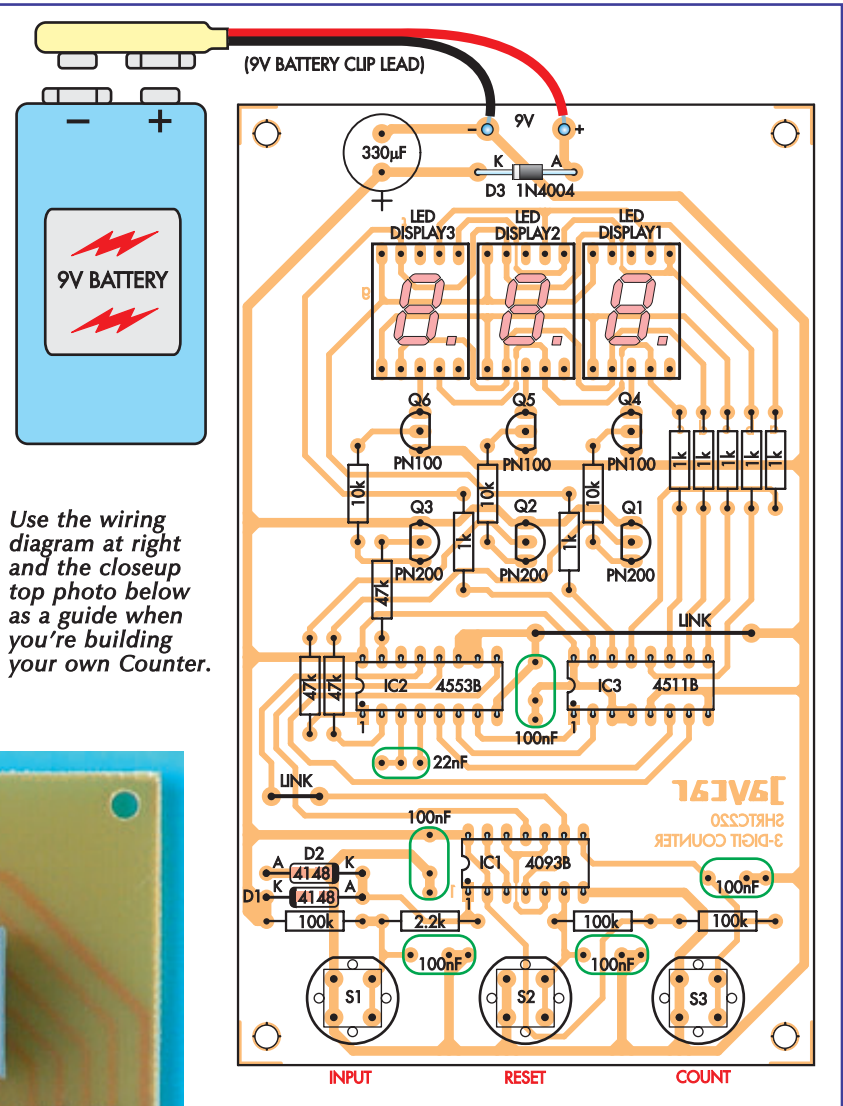 (9V BATTERY CLIP LEAD)
− +
9V BATTERY
− 9V +
330µF
+
K A
D3 1N4004
LED DISPLAY3
LED DISPLAY2
LED DISPLAY1
g
Q6
Q5
Q4
PN100
PN100
PN100
1k
1k
1k
1k
1k
10k
10k
10k
Q3
Q2
Q1
1k
1k
PN200
PN200
PN200
47k
Use the wiring
diagram at right
and the closeup
top photo below
as a guide when
you're building
your own Counter.
LINK
47k
47k
IC2 4553B
1
100nF
IC3 4511B
1
22nF
LINK
Jaycar
SHRTC220
3-DIGIT COUNTER
100nF
IC1 4093B
1
1
D2
A 4148 K
D1 K 4148 A
100nF
100k
2.2k
100k
100k
100nF
100nF
S1
S2
S3
INPUT
RESET
COUNT